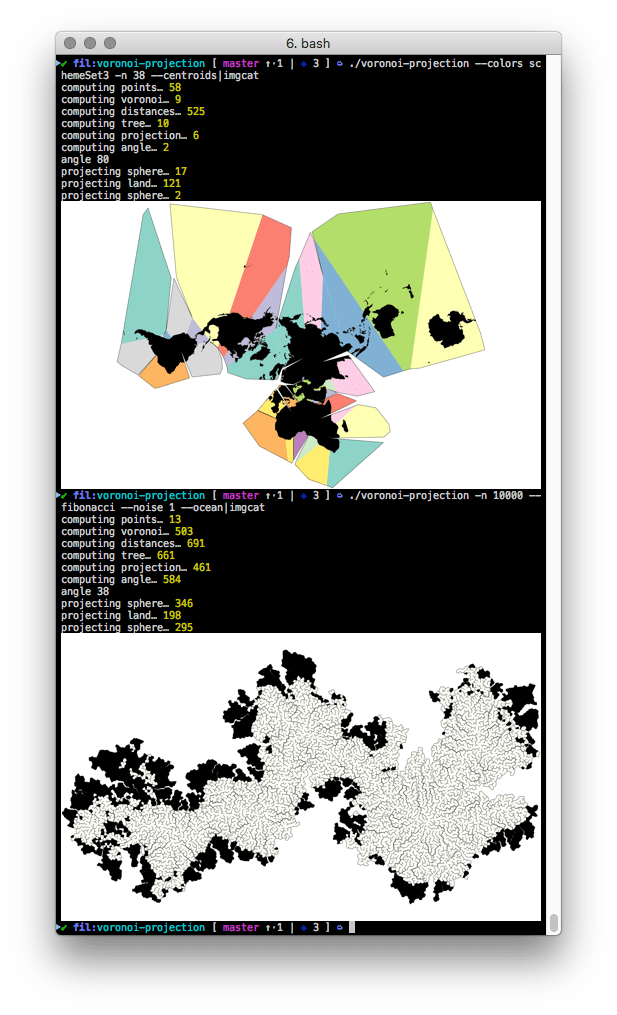 6. bash
✔ fil:voronoi-projection [ master ↑·1 | ◆ 3 ] ➩ ./voronoi-projection --colors sc
hemeSet3 -n 38 --centroids|imgcat
computing points… 58
computing voronoi… 9
computing distances… 525
computing tree… 10
computing projection… 6
computing angle… 2
angle 80
projecting sphere… 17
projecting land… 121
projecting sphere… 2
✔ fil:voronoi-projection [ master ↑·1 | ◆ 3 ] ➩ ./voronoi-projection -n 10000 --
fibonacci --noise 1 --ocean|imgcat
computing points… 13
computing voronoi… 503
computing distances… 691
computing tree… 661
computing projection… 461
computing angle… 584
angle 38
projecting sphere… 346
projecting land… 198
projecting sphere… 295
✔ fil:voronoi-projection [ master ↑·1 | ◆ 3 ] ➩